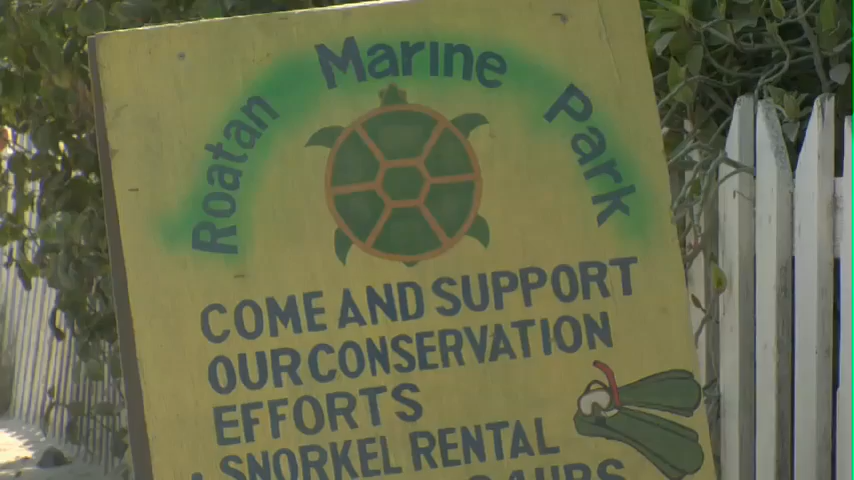 Roatan Marine Park
COME AND SUPPORT
OUR CONSERVATION
EFFORTS
• SNORKEL RENTAL